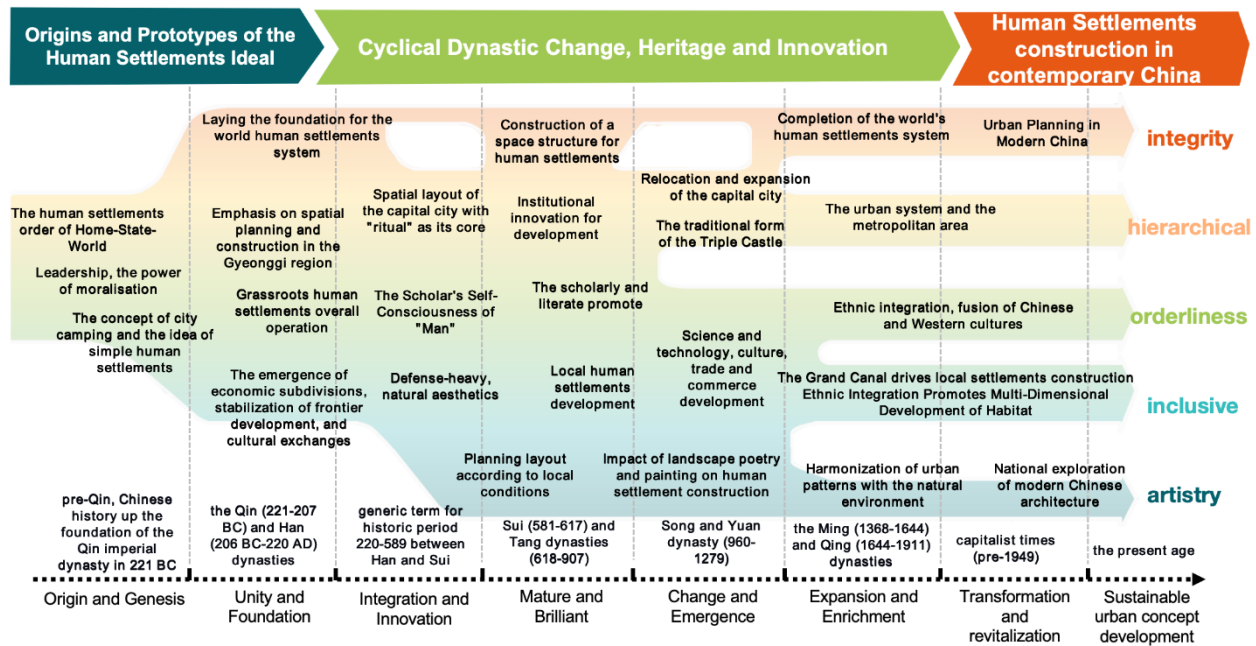 Origins and Prototypes of the
Human Settlements Ideal
Cyclical Dynastic Change, Heritage and Innovation
Human Settlements
construction in
contemporary China
Laying the foundation for the
world human settlements
system
Construction of a
space structure for
human settlements
Completion of the world's
human settlements system
Urban Planning in
Modern China
integrity
The human settlements
order of Home-State-
World
Emphasis on spatial
planning and
construction in the
Gyeonggi region
Spatial layout of
the capital city with
"ritual" as its core
Institutional
innovation for
development
Relocation and expansion
of the capital city
The traditional form
of the Triple Castle
The urban system and the
metropolitan area
hierarchical
Leadership, the power
of moralisation
The concept of city
camping and the idea of
simple human
settlements
Grassroots human
settlements overall
operation
The Scholar's Self-
Consciousness of
"Man"
The scholarly and
literate promote
Science and
technology, culture,
trade and
commerce development
Ethnic integration, fusion of Chinese
and Western cultures
orderliness
The emergence of
economic subdivisions,
stabilization of frontier
development, and
cultural exchanges
Defense-heavy,
natural aesthetics
Local human
settlements
development
The Grand Canal drives local settlements construction
Ethnic Integration Promotes Multi-Dimensional
Development of Habitat
inclusive
Planning layout
according to local
conditions
Impact of landscape poetry
and painting on human
settlement construction
Harmonization of urban
patterns with the natural
environment
National exploration
of modern Chinese
architecture
artistry
pre-Qin, Chinese
history up the
foundation of the
Qin imperial
dynasty in 221 BC
the Qin (221-207
BC) and Han
(206 BC-220 AD)
dynasties
generic term for
historic period
220-589 between
Han and Sui
Sui (581-617) and
Tang dynasties
(618-907)
Song and Yuan
dynasty (960-
1279)
the Ming (1368-1644)
and Qing (1644-1911)
dynasties
capitalist times
(pre-1949)
the present age
Origin and Genesis
Unity and
Foundation
Integration and
Innovation
Mature and
Brilliant
Change and
Emergence
Expansion and
Enrichment
Transformation
and
revitalization
Sustainable
urban concept
development